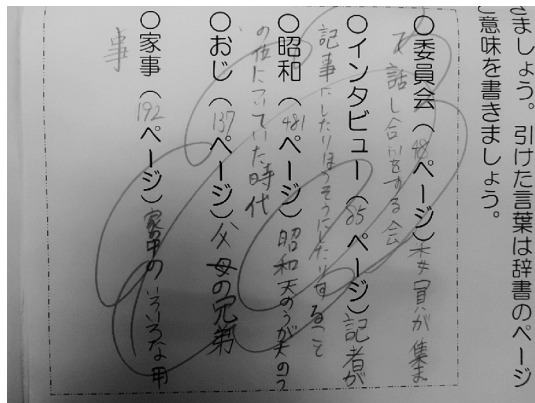 きましょう。引けた言葉は辞書のページ
と意味を書きましょう。
○委員会(48ページ)委員が集ま
って話し合いをする会
○インタビュー(85ページ)記者が
記事にしたりほうそうにしたりすること
○昭和(481ページ)昭和天のうが天のう
の位についていた時代
○おじ(137ページ)父母の兄弟
○家事(192ページ)家の中のいろいろな用
事